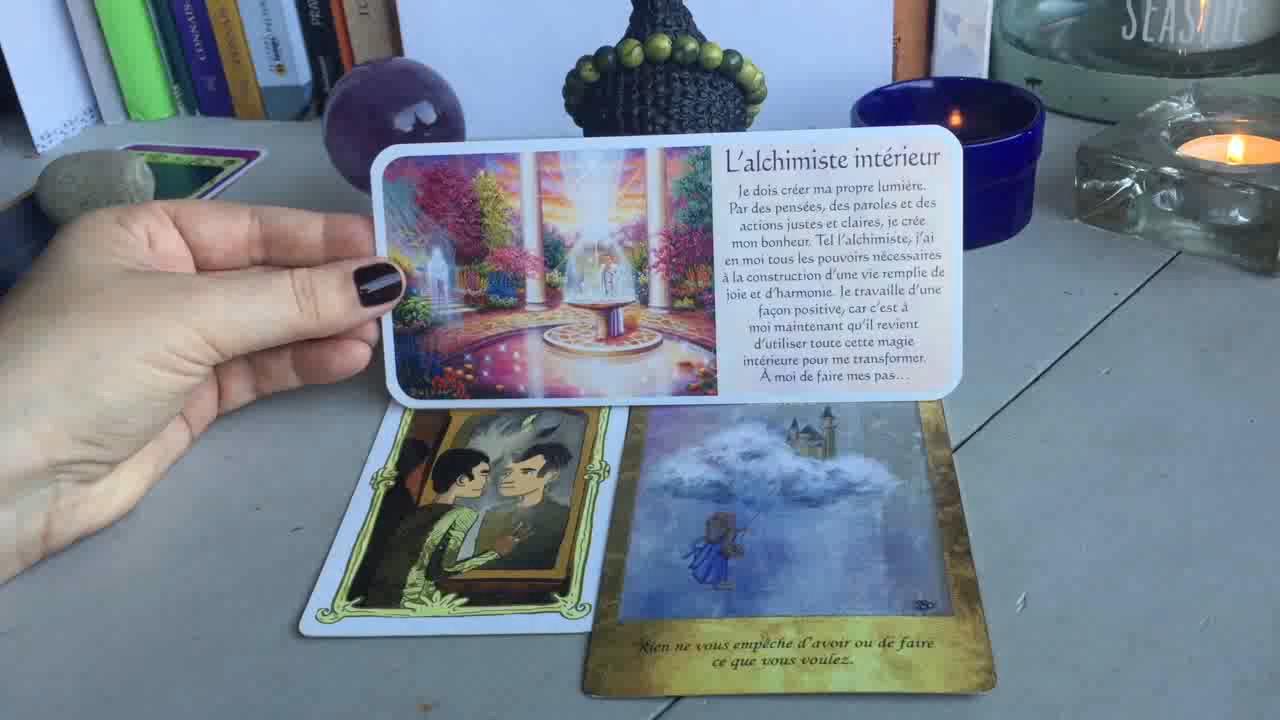 SEASIDE
CONNAIS-
L'alchimiste intérieur
Je dois créer ma propre lumière.
Par des pensées, des paroles et des
actions justes et claires, je crée
mon bonheur. Tel l'alchimiste, j'ai
en moi tous les pouvoirs nécessaires
à la construction d'une vie remplie de
joie et d'harmonie. Je travaille d'une
façon positive, car c'est à
moi maintenant qu'il revient
d'utiliser toute cette magie
intérieure pour me transformer.
À moi de faire mes pas...
Rien ne vous empêche d'avoir ou de faire
ce que vous voulez.